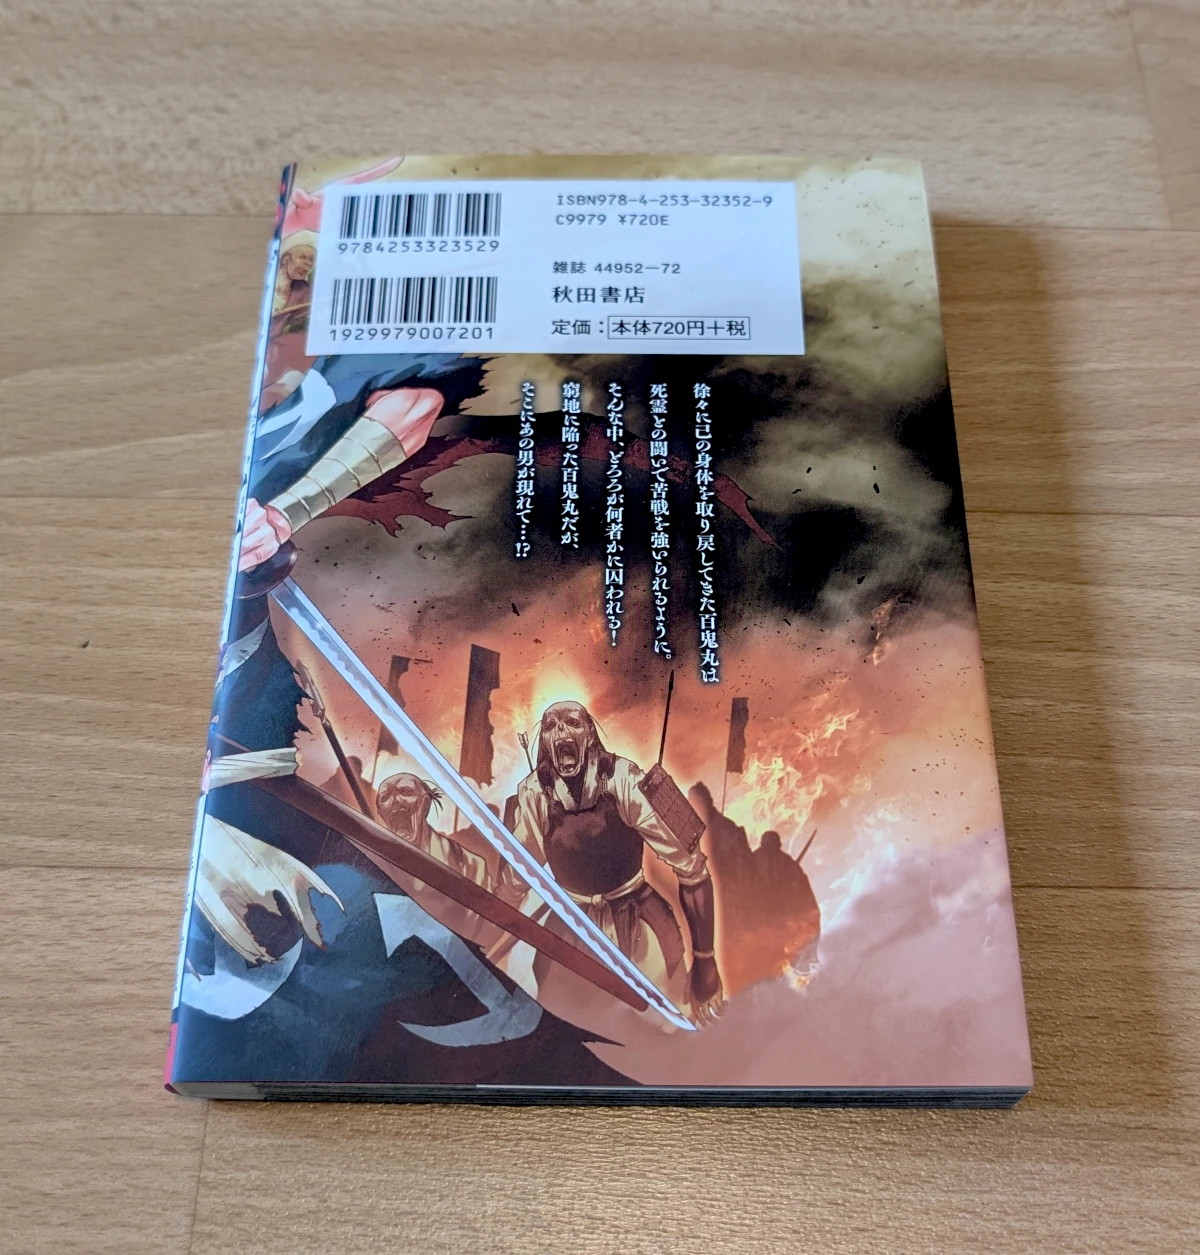 9784253323529
1929979007201
ISBN978-4-253-32352-9
C9979 ¥720E
雑誌 44952-72
秋田書店
定価：本体720円+税
徐々に己の身体を取り戻してきた百鬼丸は
死霊との闘いで苦戦を強いられるように。
そんな中、どろろが何者かに囚われる！
窮地に陥った百鬼丸だが、
そこにあの男が現れて…!?